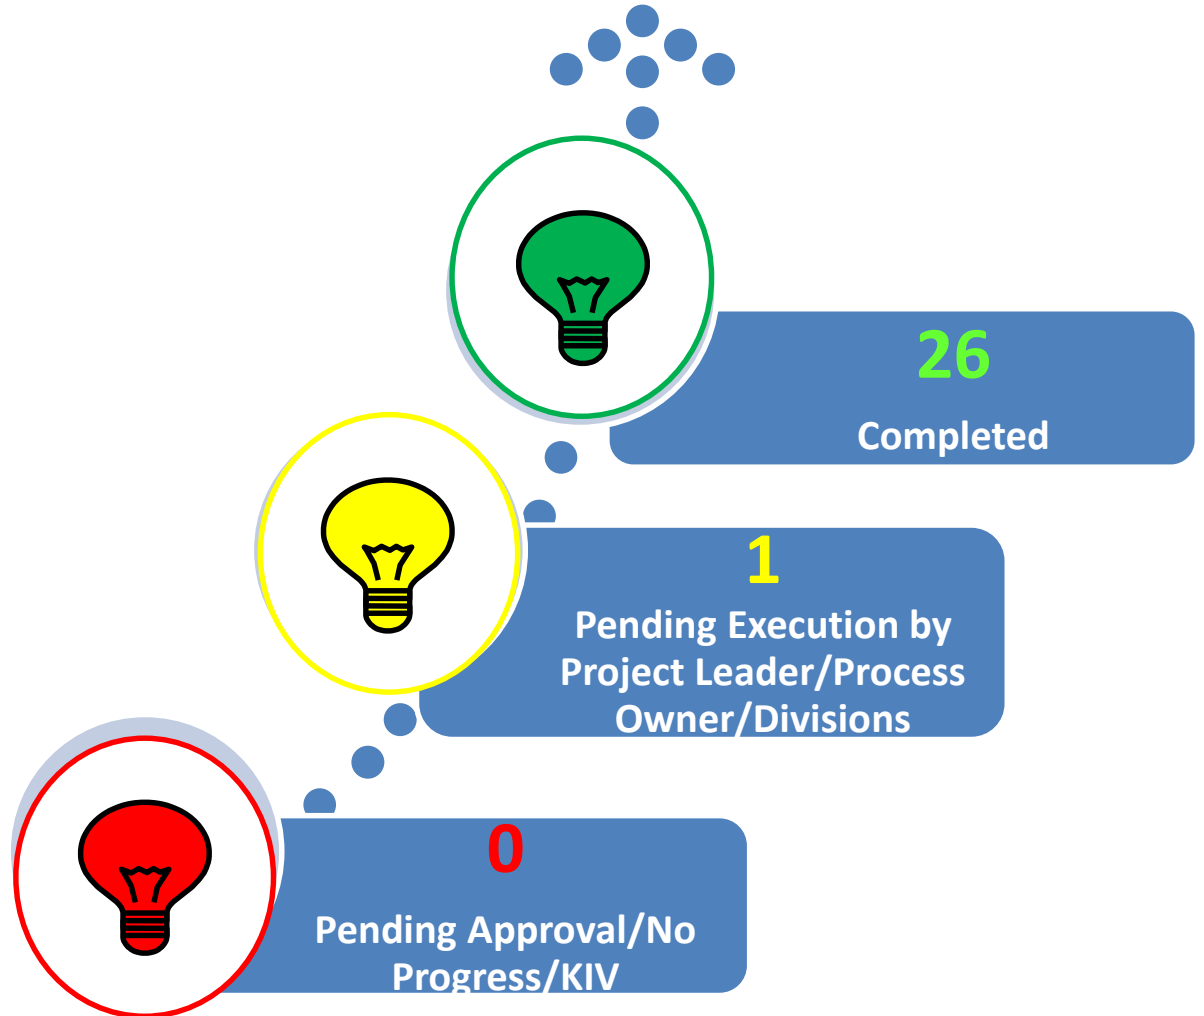 26
Completed
1
Pending Execution by
Project Leader/Process
Owner/Divisions
0
Pending Approval/No
Progress/KIV